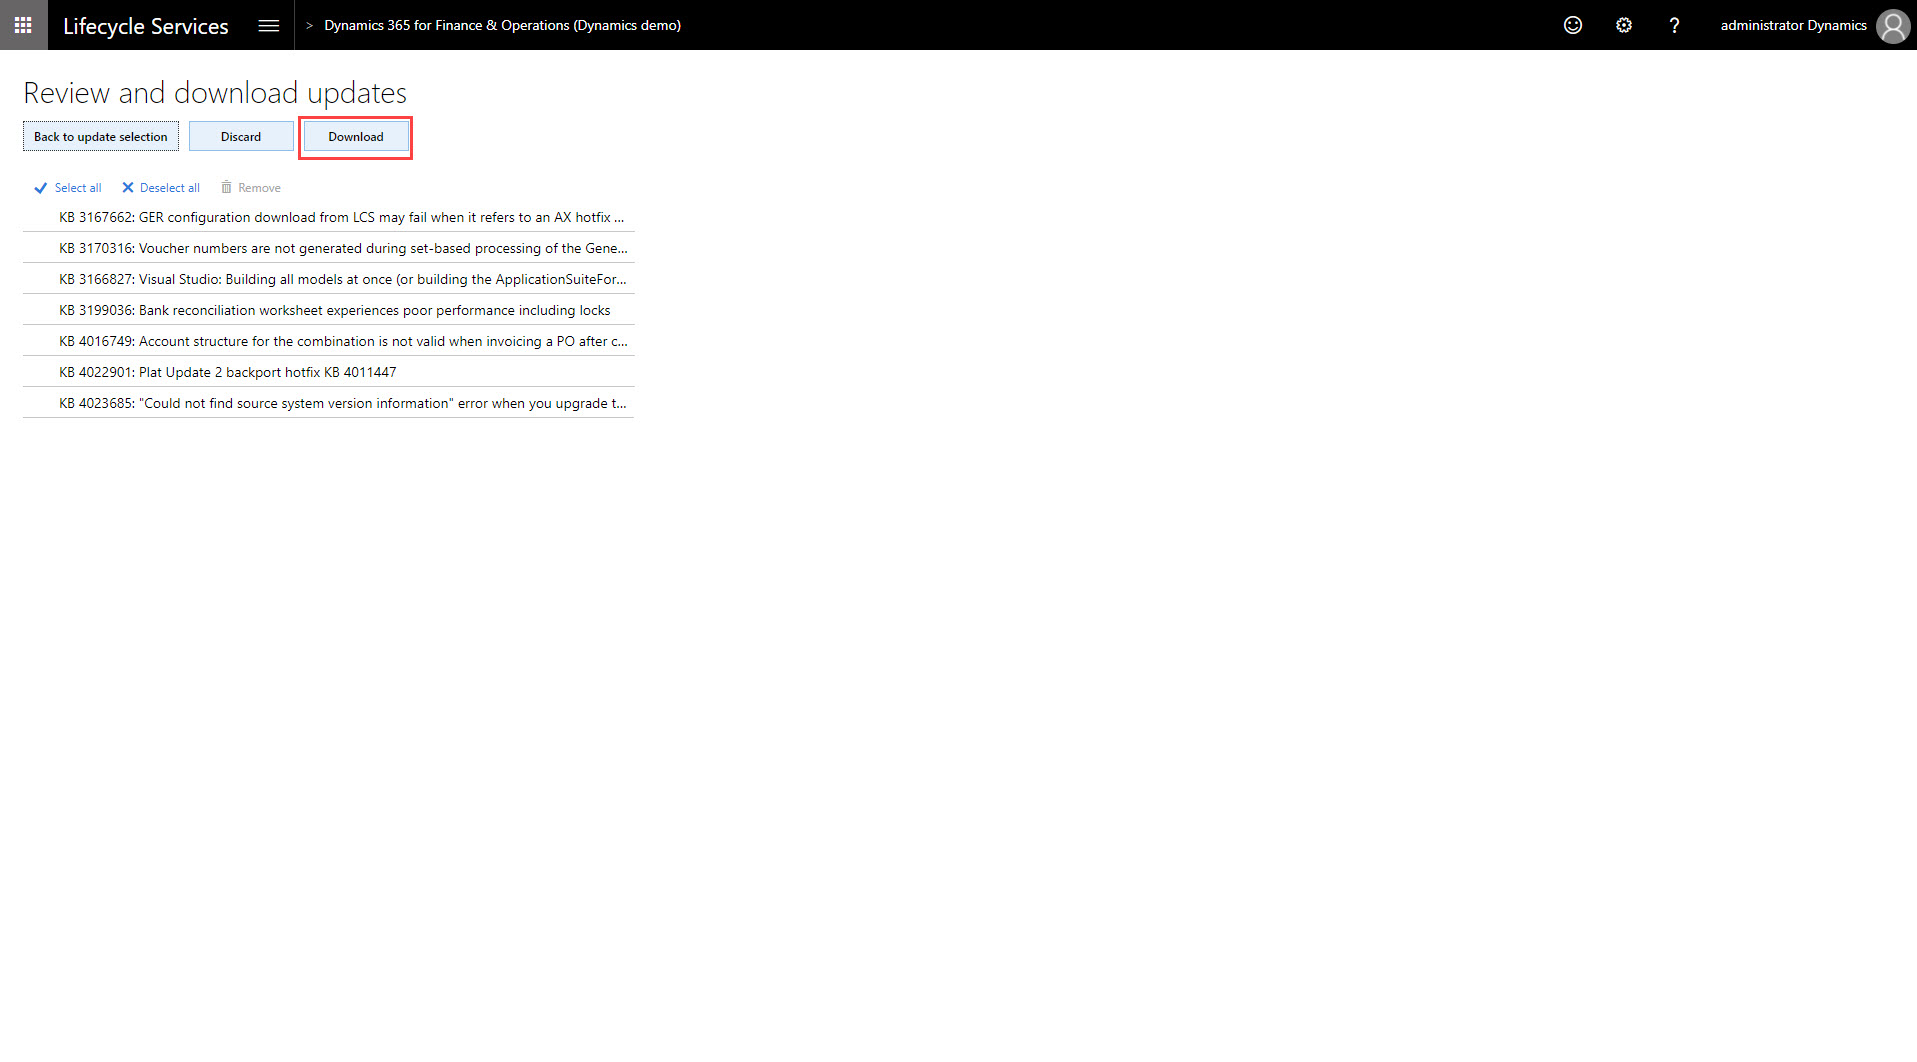 Lifecycle Services
> Dynamics 365 for Finance & Operations (Dynamics demo)
?
administrator Dynamics
Review and download updates
Back to update selection
Discard
Download
Select all
Deselect all
Remove
KB 3167662: GER configuration download from LCS may fail when it refers to an AX hotfix ...
KB 3170316: Voucher numbers are not generated during set-based processing of the Gene...
KB 3166827: Visual Studio: Building all models at once (or building the ApplicationSuiteFor...
KB 3199036: Bank reconciliation worksheet experiences poor performance including locks
KB 4016749: Account structure for the combination is not valid when invoicing a PO after c...
KB 4022901: Plat Update 2 backport hotfix KB 4011447
KB 4023685: "Could not find source system version information" error when you upgrade t...